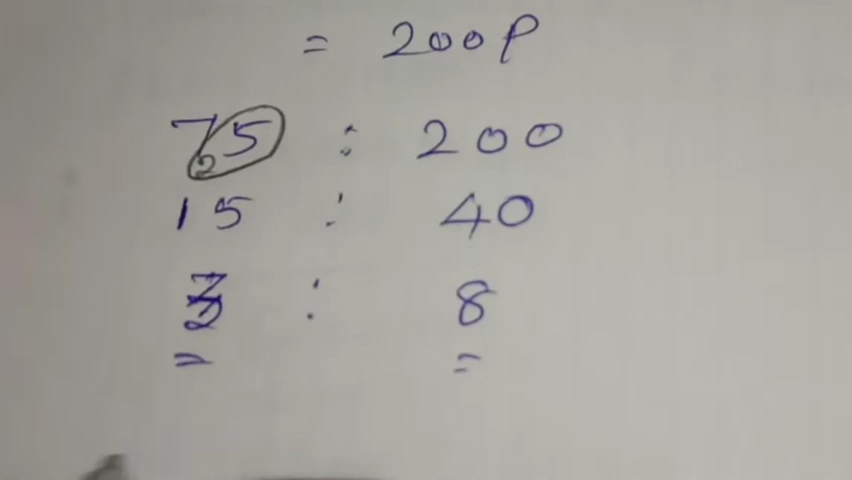 = 200P
75 : 200
15 : 40
3 : 8
= =